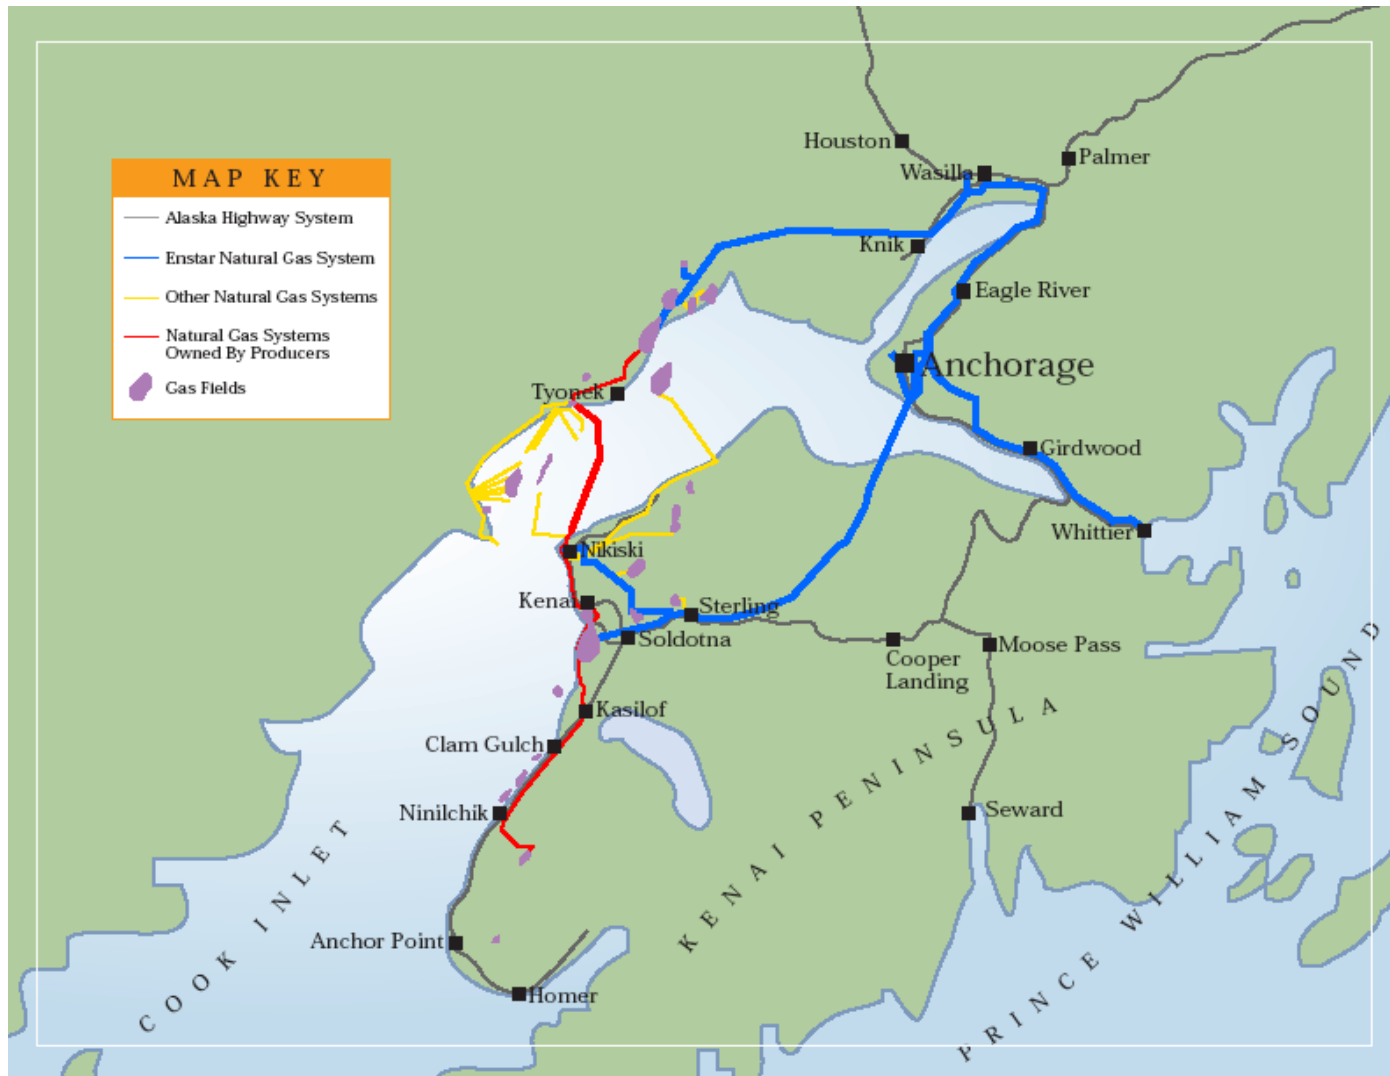 Houston
Palmer
Wasilla
MAP KEY
Alaska Highway System
Enstar Natural Gas System
Other Natural Gas Systems
Natural Gas Systems
Owned By Producers
Gas Fields
Knik
Eagle River
Anchorage
Tyonek
Girdwood
Whittier
Nikiski
Kenai
Sterling
Soldotna
Cooper
Landing
Moose Pass
Kasilof
Clam Gulch
Ninilchik
Seward
Anchor Point
Homer
COOK INLET
KENAI PENINSULA
PRINCE WILLIAM SOUND